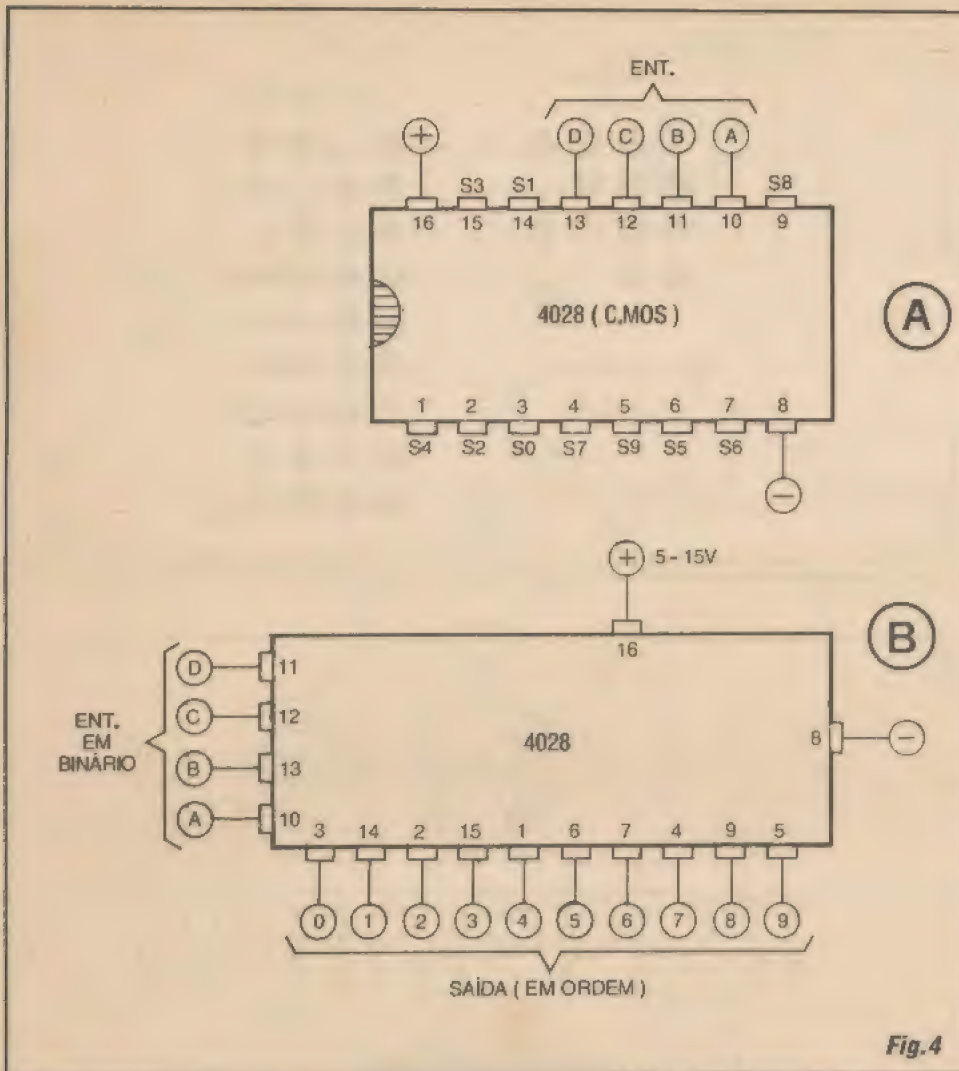 ENT.
+ D C B A
S3 S1 S8
16 15 14 13 12 11 10 9
4028 ( C.MOS )
A
1 2 3 4 5 6 7 8
S4 S2 S0 S7 S9 S5 S6
−
+ 5 - 15V
B
16
D 11
C 12
ENT.
EM
BINÁRIO
4028
8 −
B 13
A 10
3 14 2 15 1 6 7 4 9 5
0 1 2 3 4 5 6 7 8 9
SAÍDA ( EM ORDEM )
Fig.4